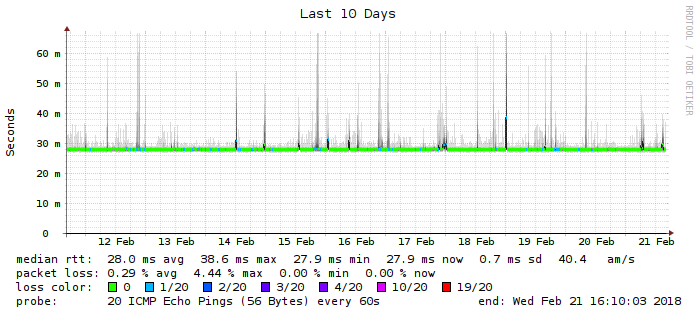 Last 10 Days
RRDTOOL / TOBI OETIKER
Seconds
60 m
50 m
40 m
30 m
20 m
10 m
0
12 Feb 13 Feb 14 Feb 15 Feb 16 Feb 17 Feb 18 Feb 19 Feb 20 Feb 21 Feb
median rtt: 28.0 ms avg 38.6 ms max 27.9 ms min 27.9 ms now 0.7 ms sd 40.4 am/s
packet loss: 0.29 % avg 4.44 % max 0.00 % min 0.00 % now
loss color: 0 1/20 2/20 3/20 4/20 10/20 19/20
probe: 20 ICMP Echo Pings (56 Bytes) every 60s end: Wed Feb 21 16:10:03 2018